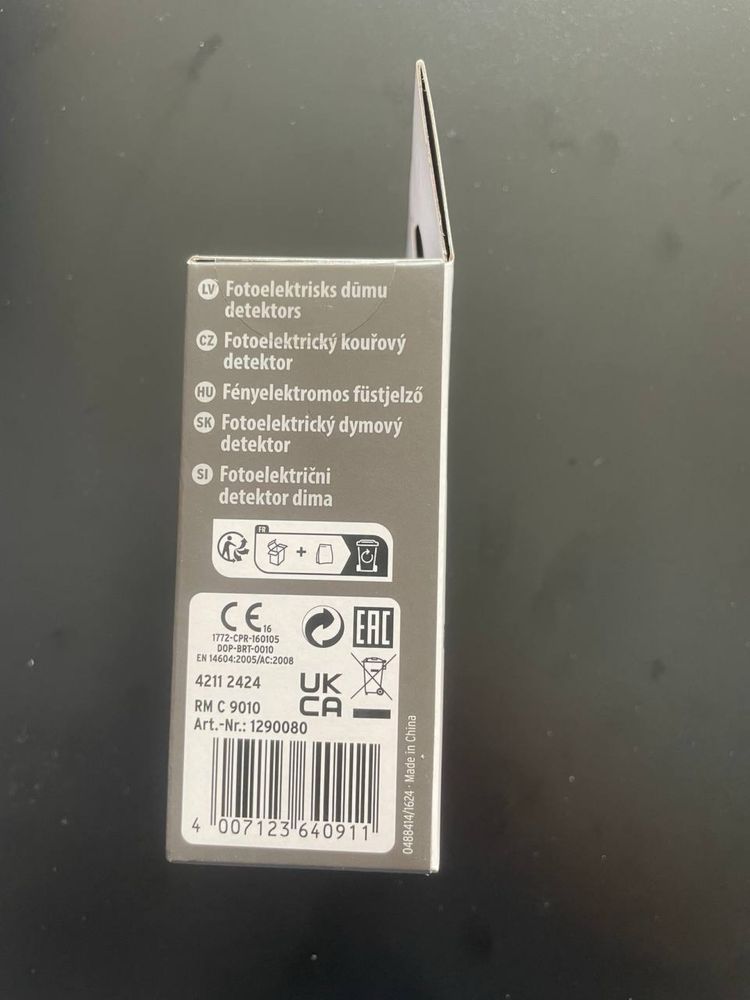 LV Fotoelektrisks dūmu
detektors
CZ Fotoelektrický kouřový
detektor
HU Fényelektromos füstjelző
SK Fotoelektrický dymový
detektor
SI Fotoelektrični
detektor dima
FR
+
CE 16
1772-CPR-160105
DOP-BRT-0010
EN 14604:2005/AC:2008
EAC
4211 2424
UK
CA
RM C 9010
Art.-Nr.: 1290080
4 007123 640911
0488414/1624 · Made in China